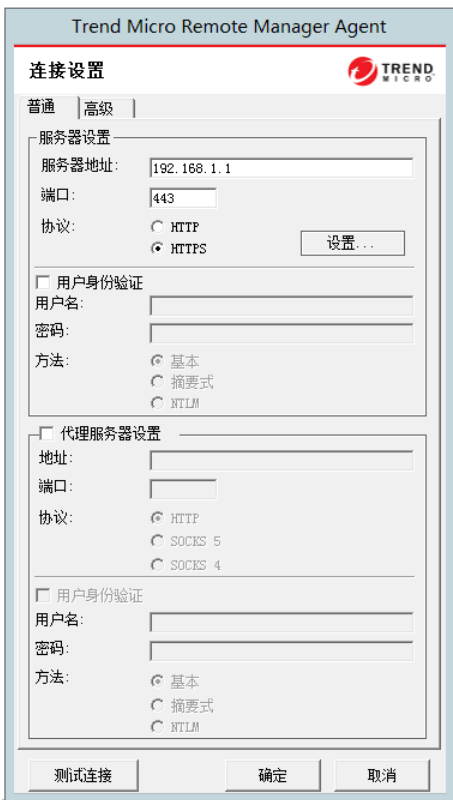 Trend Micro Remote Manager Agent
连接设置
TREND
MICRO
普通 高级
服务器设置
服务器地址: 192.168.1.1
端口: 443
协议: HTTP
HTTPS 设置...
用户身份验证
用户名:
密码:
方法: 基本
摘要式
NTLM
代理服务器设置
地址:
端口:
协议: HTTP
SOCKS 5
SOCKS 4
用户身份验证
用户名:
密码:
方法: 基本
摘要式
NTLM
测试连接 确定 取消